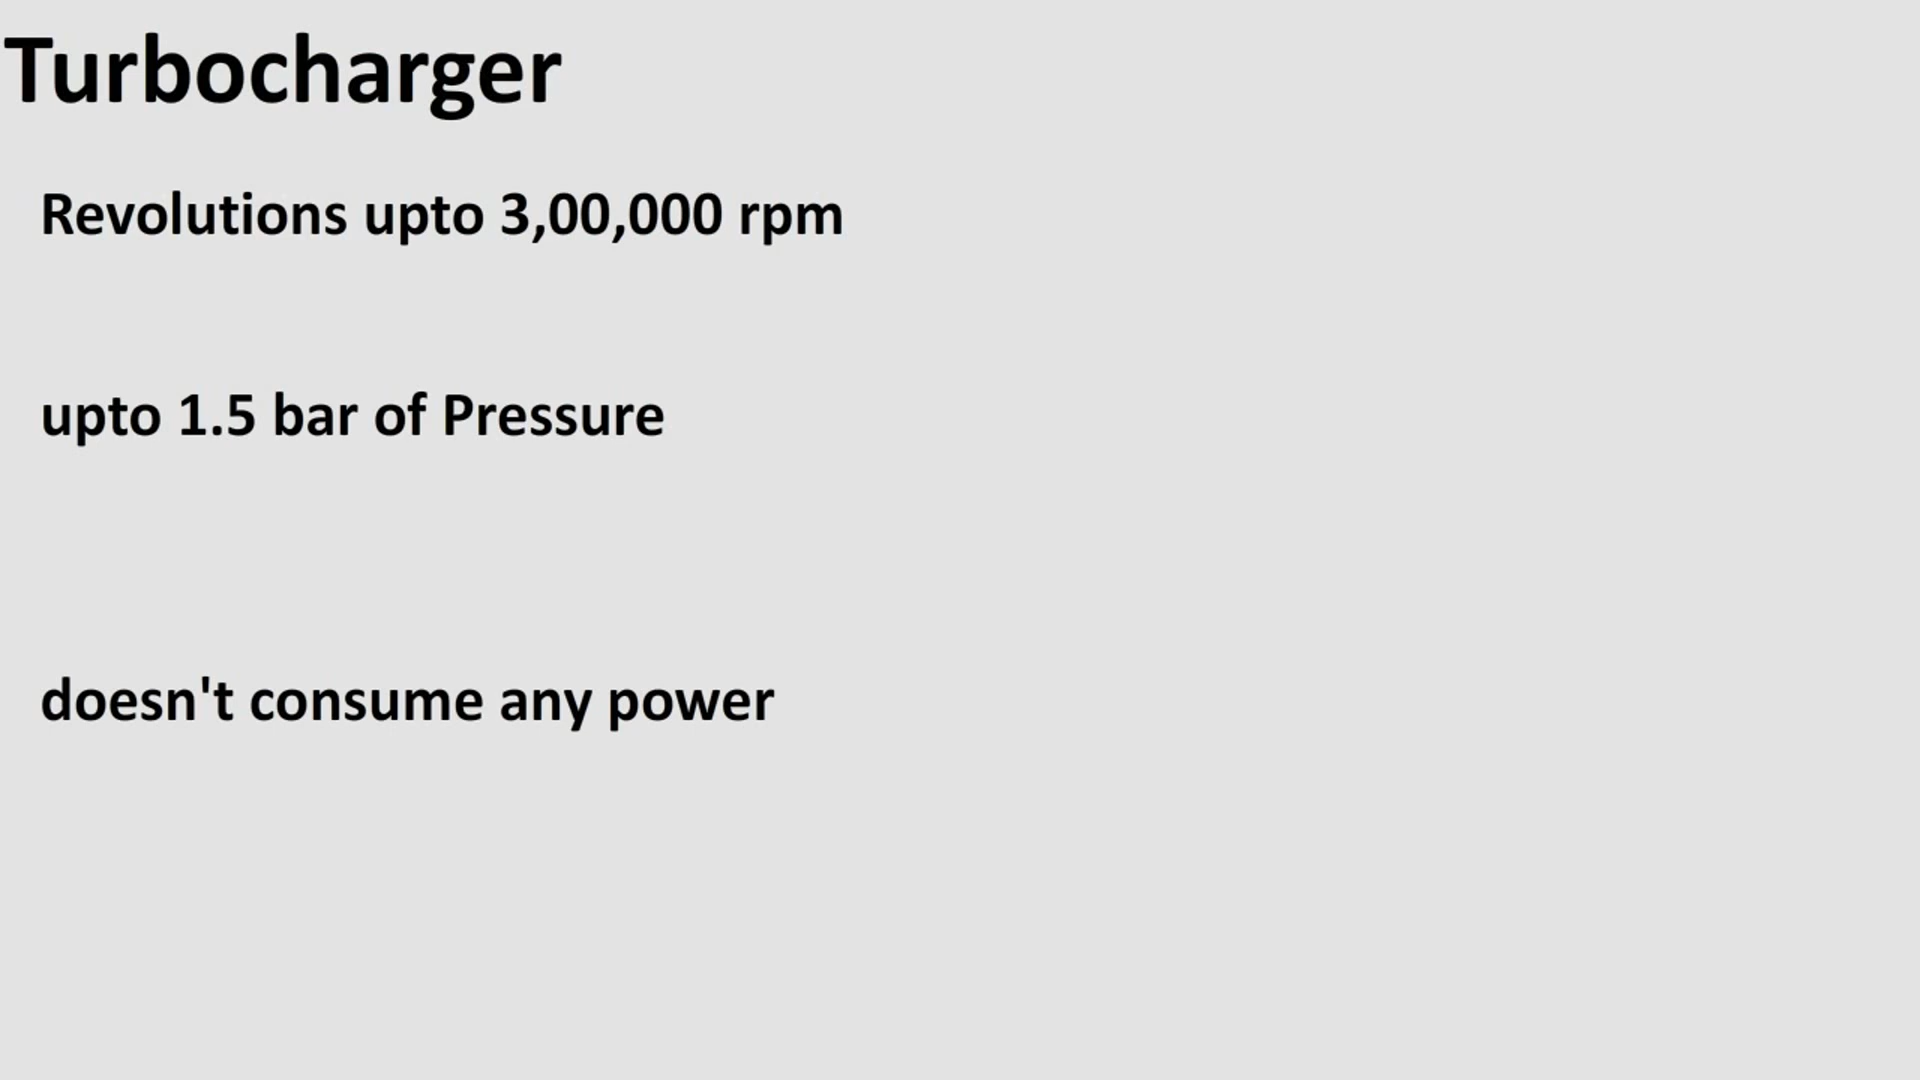 Turbocharger
Revolutions upto 3,00,000 rpm
upto 1.5 bar of Pressure
doesn't consume any power